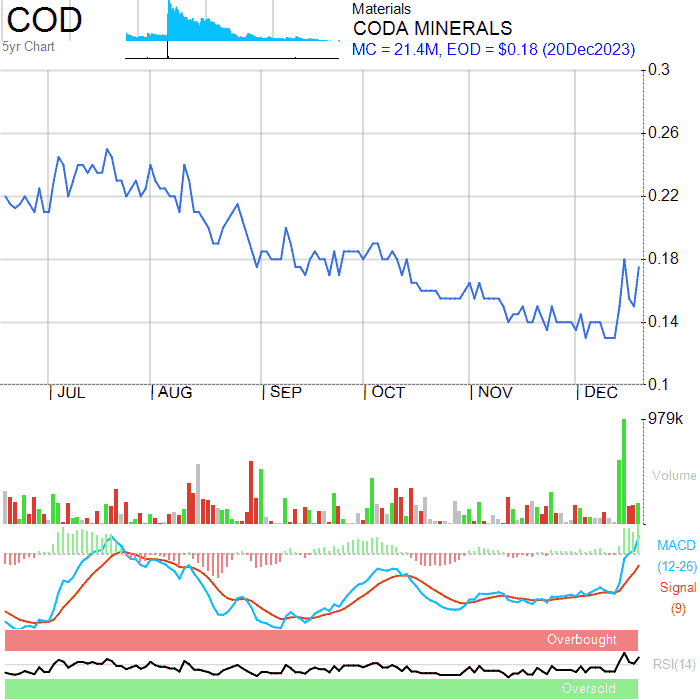 COD
5yr Chart
Materials
CODA MINERALS
MC = 21.4M, EOD = $0.18 (20Dec2023)
0.3
0.26
0.22
0.18
0.14
0.1
JUL AUG SEP OCT NOV DEC
979k
Volume
MACD
(12-26)
Signal
(9)
Overbought
RSI(14)
Oversold